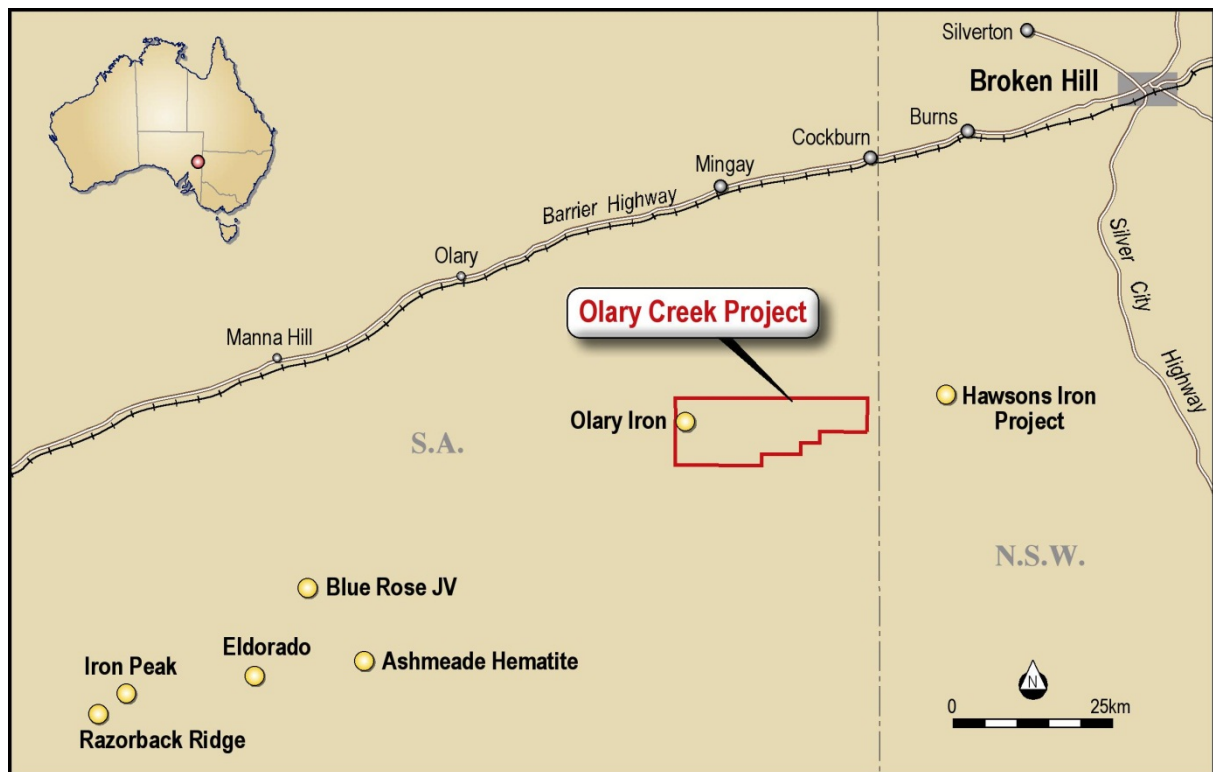 Silverton
Broken Hill
Burns
Cockburn
Mingay
Barrier Highway
Olary
Manna Hill
Silver City Highway
Olary Creek Project
Olary Iron
Hawsons Iron
Project
S.A.
N.S.W.
Blue Rose JV
Eldorado
Ashmeade Hematite
Iron Peak
Razorback Ridge
N
0 25km